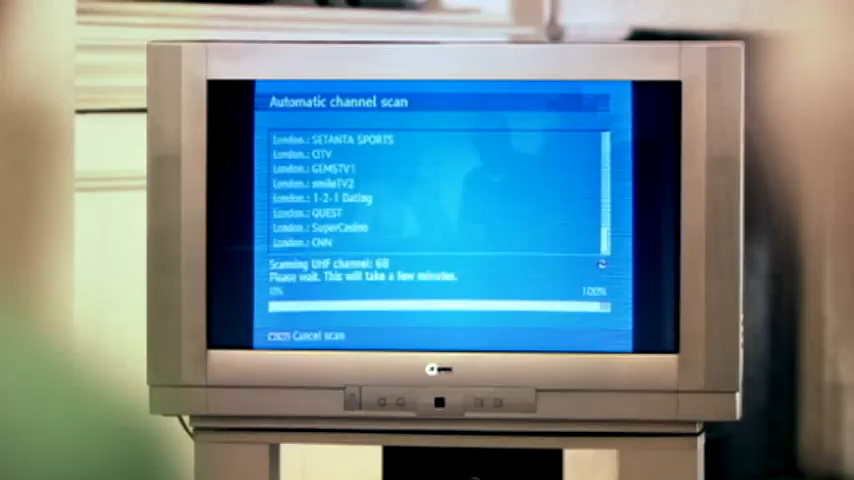 Automatic channel scan
London.: SETANTA SPORTS
London.: CITV
London.: GEMSTV1
London.: smileTV2
London.: 1-2-1 Dating
London.: QUEST
London.: SuperCasino
London.: CNN
Scanning UHF channel: 68
Please wait. This will take a few minutes.
0% 100%
Cancel scan